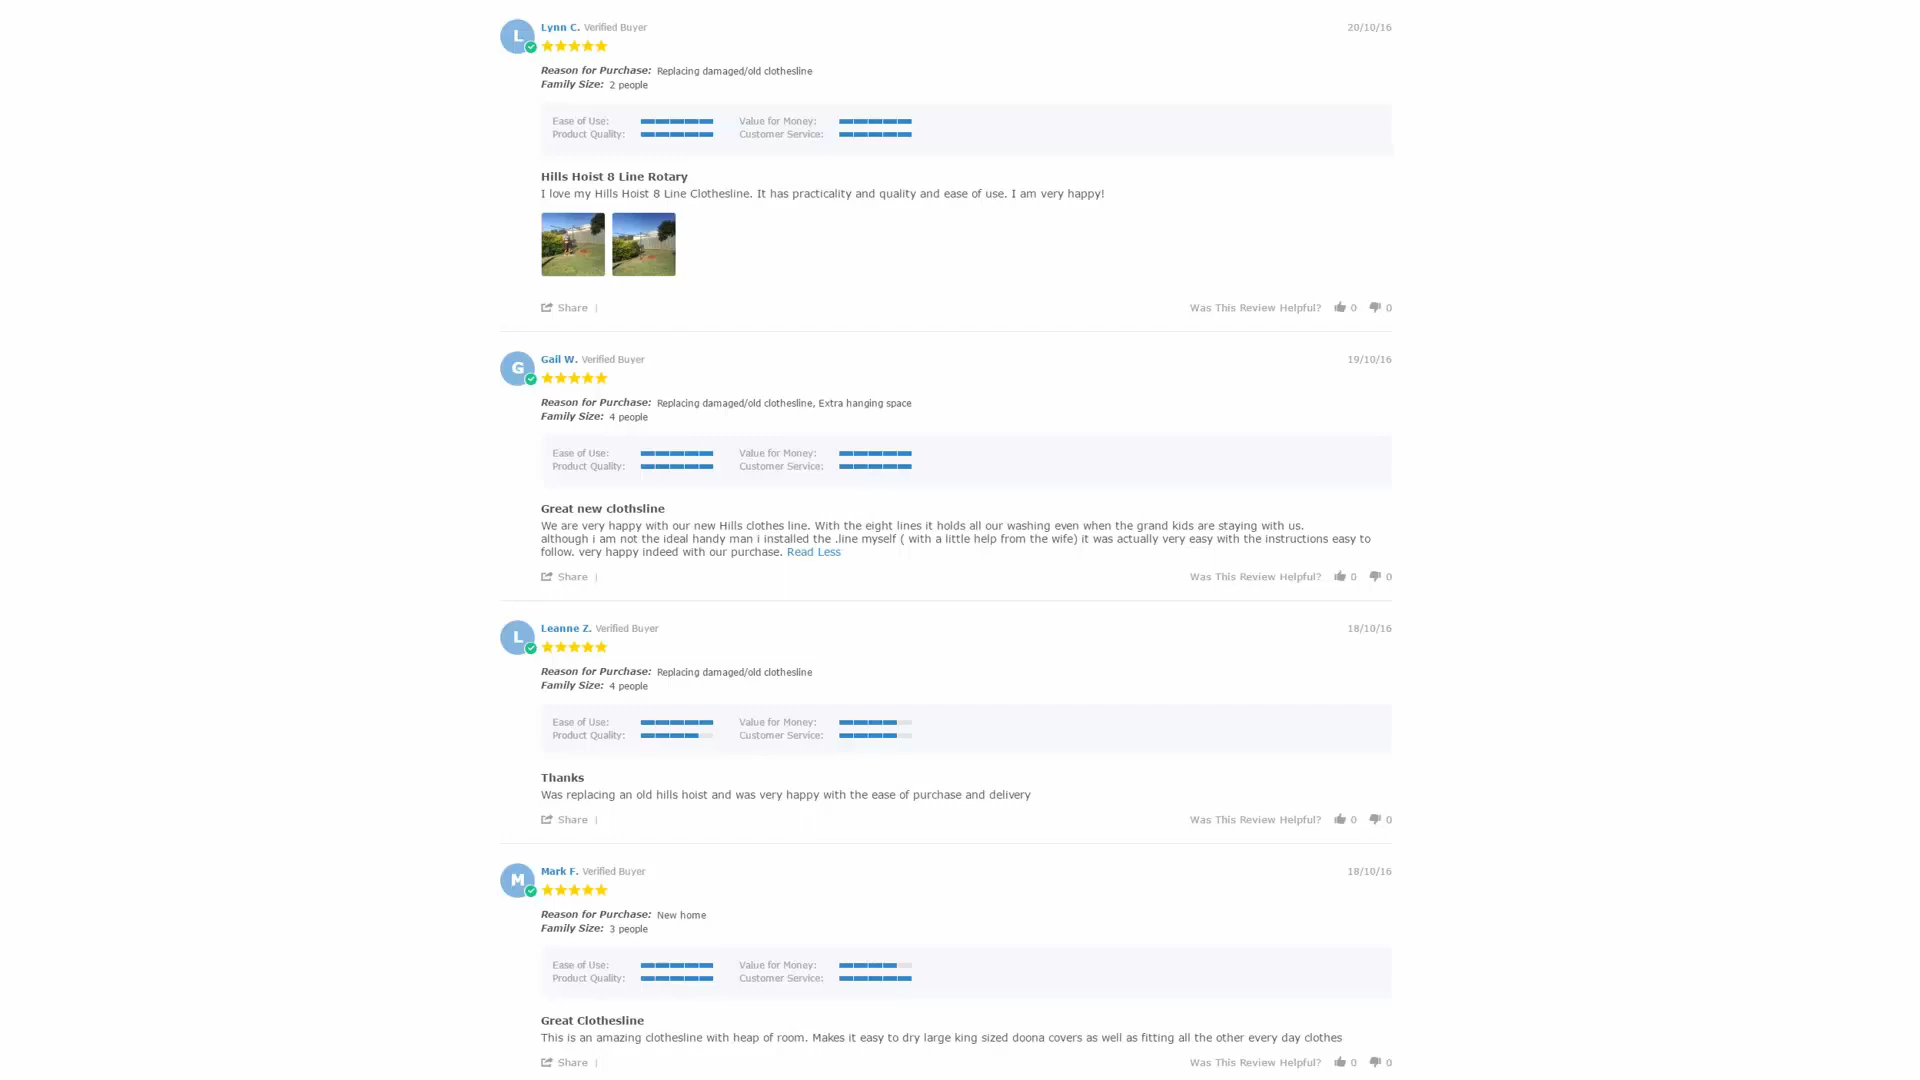 L
Lynn C. Verified Buyer
20/10/16
Reason for Purchase: Replacing damaged/old clothesline
Family Size: 2 people
Ease of Use: Value for Money:
Product Quality: Customer Service:
Hills Hoist 8 Line Rotary
I love my Hills Hoist 8 Line Clothesline. It has practicality and quality and ease of use. I am very happy!
Share | Was This Review Helpful? 0 0
G
Gail W. Verified Buyer
19/10/16
Reason for Purchase: Replacing damaged/old clothesline, Extra hanging space
Family Size: 4 people
Ease of Use: Value for Money:
Product Quality: Customer Service:
Great new clothsline
We are very happy with our new Hills clothes line. With the eight lines it holds all our washing even when the grand kids are staying with us.
although i am not the ideal handy man i installed the .line myself ( with a little help from the wife) it was actually very easy with the instructions easy to
follow. very happy indeed with our purchase. Read Less
Share | Was This Review Helpful? 0 0
L
Leanne Z. Verified Buyer
18/10/16
Reason for Purchase: Replacing damaged/old clothesline
Family Size: 4 people
Ease of Use: Value for Money:
Product Quality: Customer Service:
Thanks
Was replacing an old hills hoist and was very happy with the ease of purchase and delivery
Share | Was This Review Helpful? 0 0
M
Mark F. Verified Buyer
18/10/16
Reason for Purchase: New home
Family Size: 3 people
Ease of Use: Value for Money:
Product Quality: Customer Service:
Great Clothesline
This is an amazing clothesline with heap of room. Makes it easy to dry large king sized doona covers as well as fitting all the other every day clothes
Share | Was This Review Helpful? 0 0